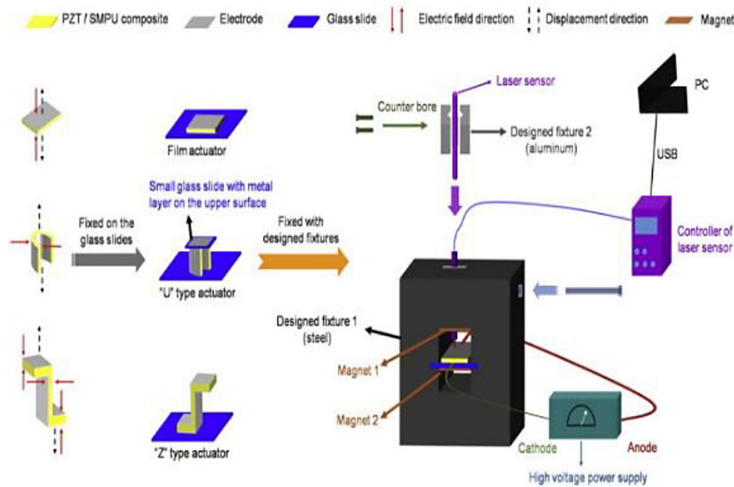 PZT / SMPU composite
Electrode
Glass slide
Electric field direction
Displacement direction
Magnet
Film actuator
Small glass slide with metal
layer on the upper surface
Fixed on the
glass slides
"U" type actuator
Fixed with
designed fixtures
"Z" type actuator
Laser sensor
Counter bore
Designed fixture 2
(aluminum)
PC
USB
Controller of
laser sensor
Designed fixture 1
(steel)
Magnet 1
Magnet 2
Cathode
Anode
High voltage power supply